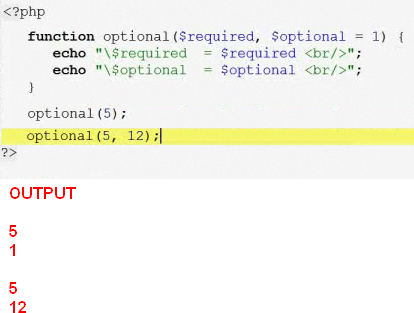 <?php
function optional($required, $optional = 1) {
echo "\$required  = $required <br/>";
echo "\$optional  = $optional <br/>";
}
optional(5);
optional(5, 12);
?>
OUTPUT
5
1
5
12